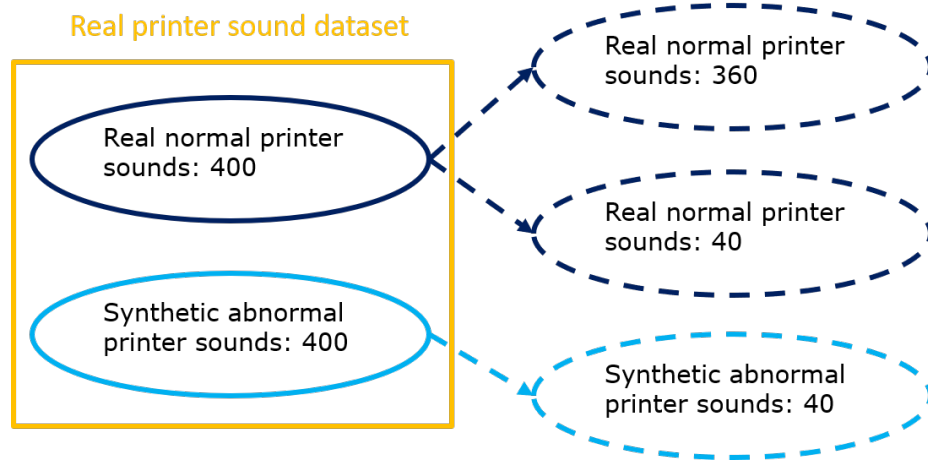 Real printer sound dataset
Real normal printer
sounds: 400
Synthetic abnormal
printer sounds: 400
Real normal printer
sounds: 360
Real normal printer
sounds: 40
Synthetic abnormal
printer sounds: 40